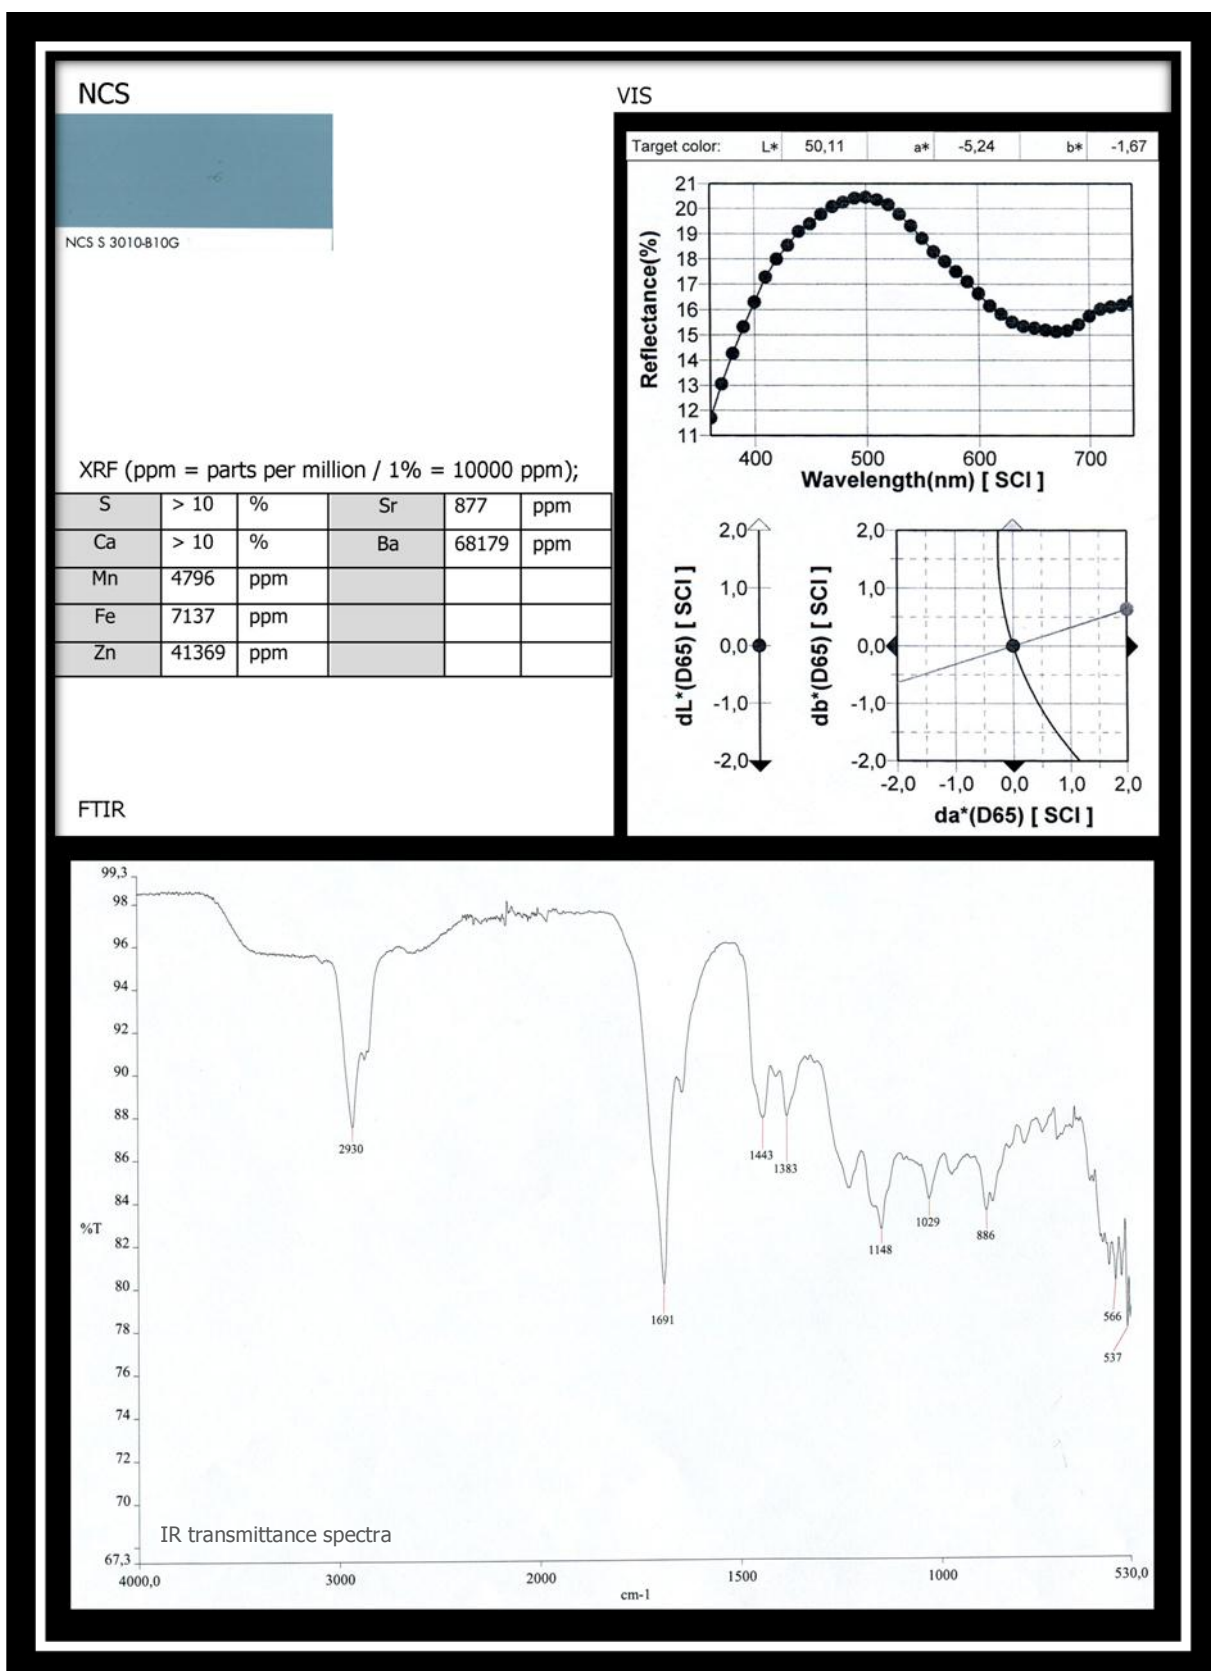 NCS
NCS S 3010-B10G
VIS
Target color: L* 50,11 a* -5,24 b* -1,67
21
20
19
18
17
16
15
14
13
12
11
Reflectance(%)
400 500 600 700
Wavelength(nm) [ SCI ]
XRF (ppm = parts per million / 1% = 10000 ppm);
S > 10 % Sr 877 ppm
Ca > 10 % Ba 68179 ppm
Mn 4796 ppm
Fe 7137 ppm
Zn 41369 ppm
2,0
1,0
0,0
-1,0
-2,0
dL*(D65) [ SCI ]
2,0
1,0
0,0
-1,0
-2,0
db*(D65) [ SCI ]
-2,0 -1,0 0,0 1,0 2,0
da*(D65) [ SCI ]
FTIR
99,3
98
96
94
92
90
88
86
84
%T
82
80
78
76
74
72
70
67,3
2930
1691
1443
1383
1148
1029
886
566
537
IR transmittance spectra
4000,0 3000 2000 1500 1000 530,0
cm-1